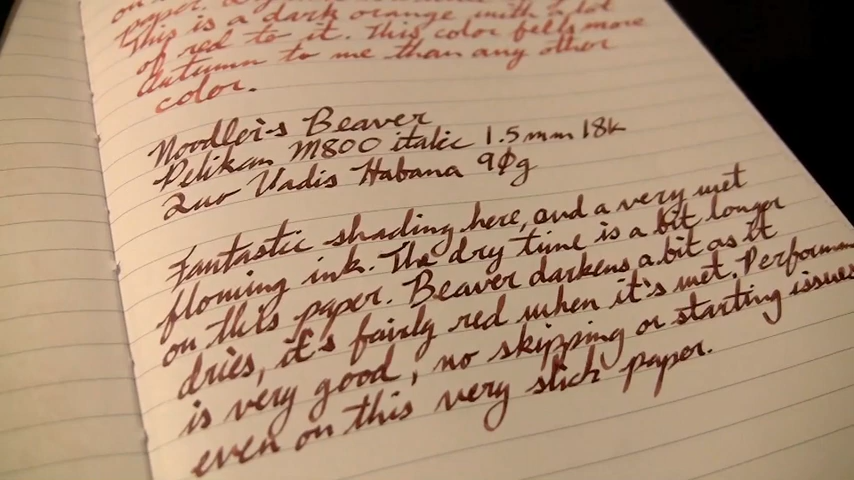 This is a dark orange with a lot
of red to it. This color fells more
Autumn to me than any other
color.
Noodler's Beaver
Pelikan M800 italic 1.5mm 18k
Quo Vadis Habana 90g
Fantastic shading here, and a very wet
flowing ink. The dry time is a bit longer
on this paper. Beaver darkens a bit as it
dries, it's fairly red when it's wet. Performan
is very good, no skipping or starting issues
even on this very slick paper.